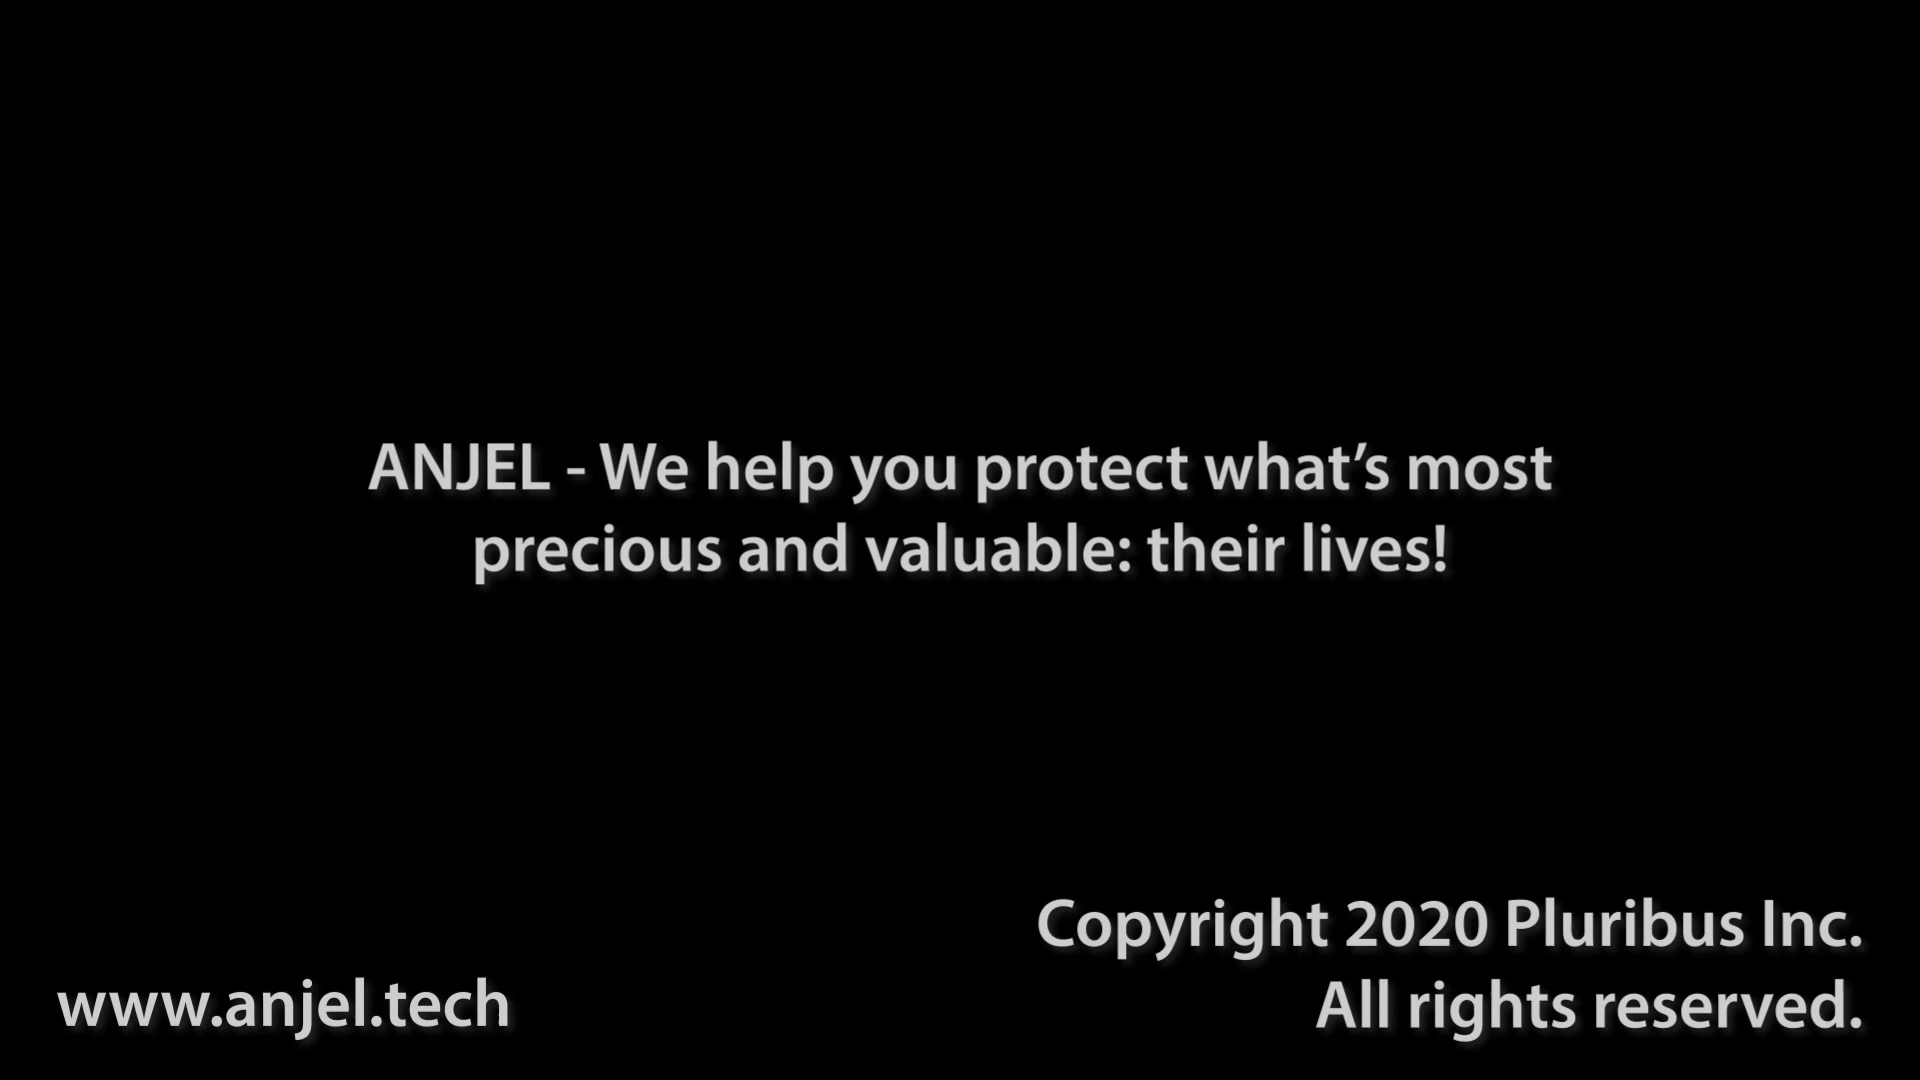 ANJEL - We help you protect what’s most
precious and valuable: their lives!
Copyright 2020 Pluribus Inc.
All rights reserved.
www.anjel.tech